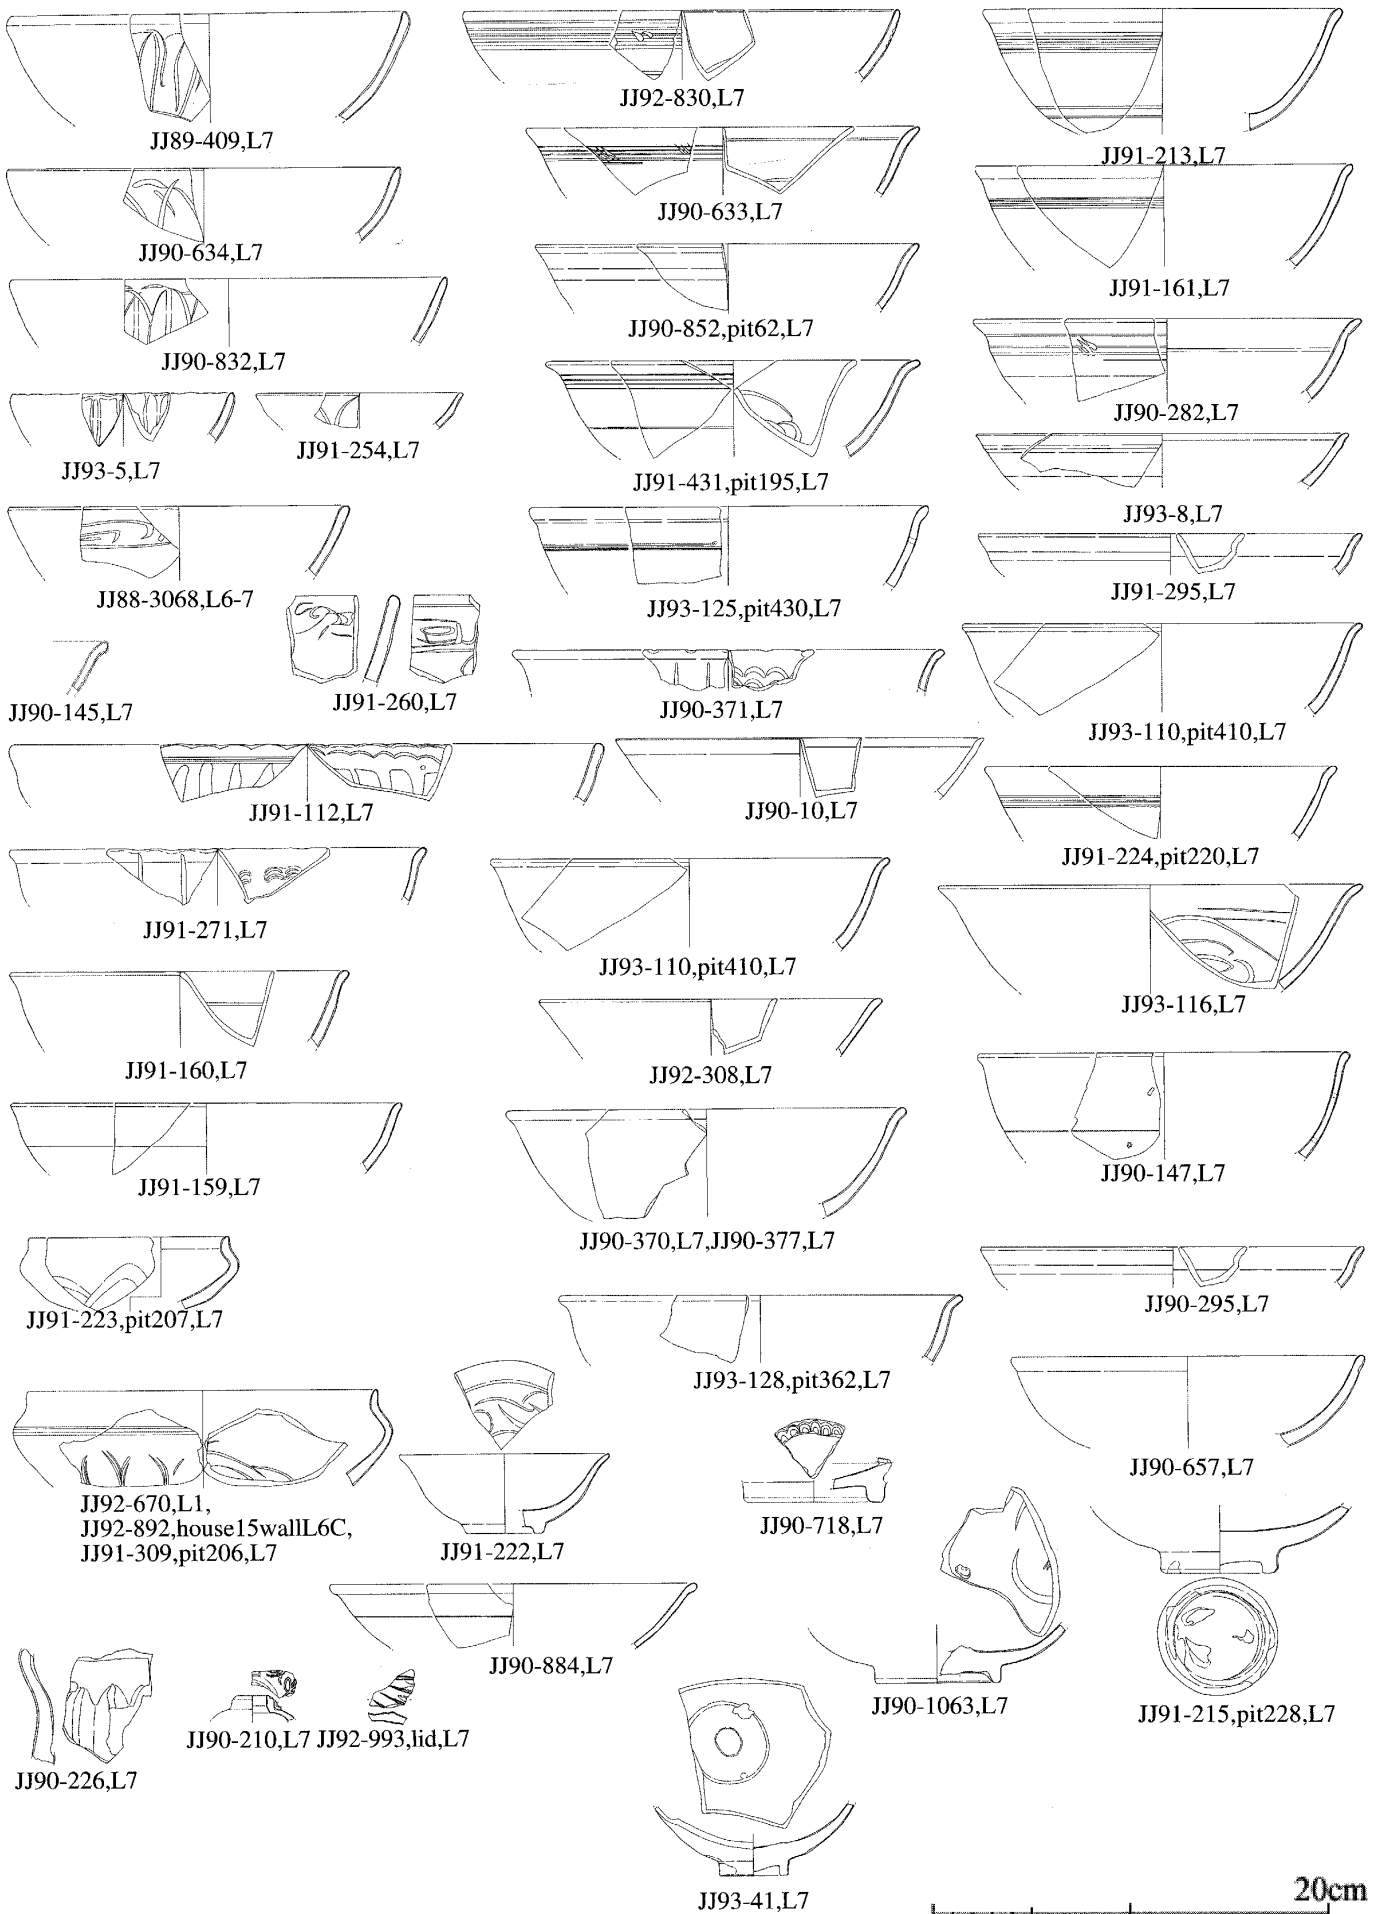 JJ89-409,L7
JJ92-830,L7
JJ91-213,L7
JJ90-634,L7
JJ90-633,L7
JJ91-161,L7
JJ90-832,L7
JJ90-852,pit62,L7
JJ90-282,L7
JJ93-5,L7
JJ91-254,L7
JJ91-431,pit195,L7
JJ93-8,L7
JJ88-3068,L6-7
JJ93-125,pit430,L7
JJ91-295,L7
JJ90-145,L7
JJ91-260,L7
JJ90-371,L7
JJ93-110,pit410,L7
JJ91-112,L7
JJ90-10,L7
JJ91-224,pit220,L7
JJ91-271,L7
JJ93-110,pit410,L7
JJ93-116,L7
JJ91-160,L7
JJ92-308,L7
JJ90-147,L7
JJ91-159,L7
JJ90-370,L7,JJ90-377,L7
JJ90-295,L7
JJ91-223,pit207,L7
JJ93-128,pit362,L7
JJ90-657,L7
JJ92-670,L1,
JJ92-892,house15wallL6C,
JJ91-309,pit206,L7
JJ91-222,L7
JJ90-718,L7
JJ90-884,L7
JJ90-1063,L7
JJ91-215,pit228,L7
JJ90-226,L7
JJ90-210,L7
JJ92-993,lid,L7
JJ93-41,L7
20cm